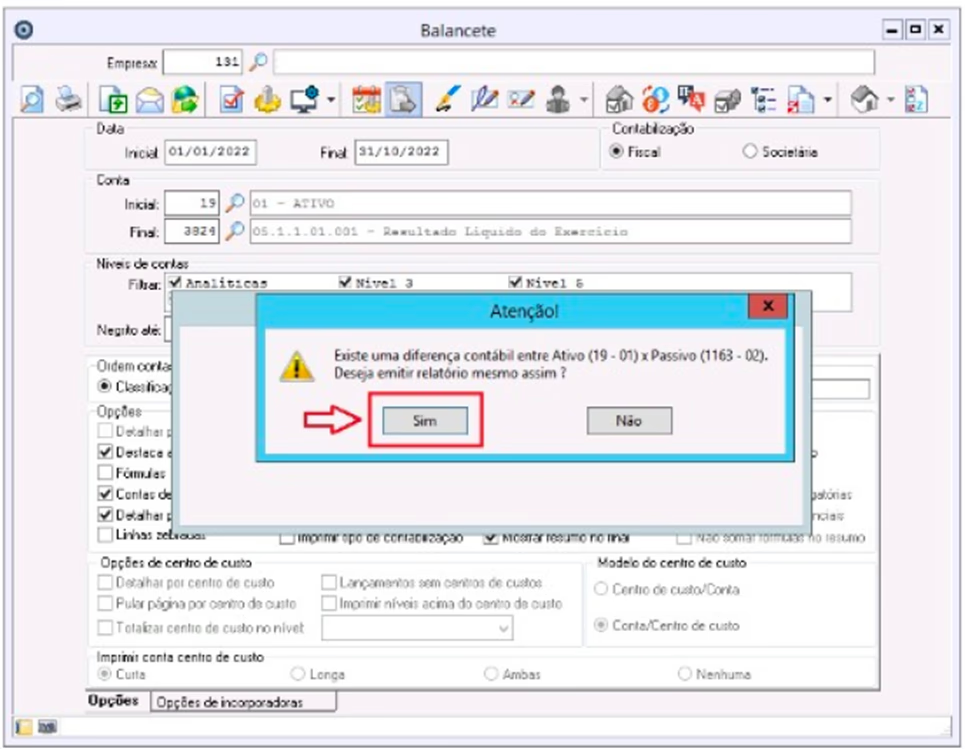 Balancete
Empresa: 131
Data
Inicial: 01/01/2022 Final: 31/10/2022
Contabilização
Fiscal Societária
Conta
Inicial: 19 01 - ATIVO
Final: 3824 05.1.1.01.001 - Resultado Líquido do Exercício
Níveis de contas
Filtrar: Analíticas Nível 3 Nível 5
Negrito até:
Atenção!
Existe uma diferença contábil entre Ativo (19 - 01) x Passivo (1163 - 02).
Deseja emitir relatório mesmo assim ?
Sim Não
Ordem conta
Classificaç
Opções
Detalhar p
Destaca a
Fórmulas
Contas de
Detalhar p
Linhas zebradas Imprimir tipo de contabilização Mostrar resumo no final Não somar fórmulas no resumo
Opções de centro de custo
Detalhar por centro de custo Lançamentos sem centros de custos
Pular página por centro de custo Imprimir níveis acima do centro de custo
Totalizar centro de custo no nível:
Modelo do centro de custo
Centro de custo/Conta
Conta/Centro de custo
Imprimir conta centro de custo
Curta Longa Ambas Nenhuma
Opções Opções de incorporadoras